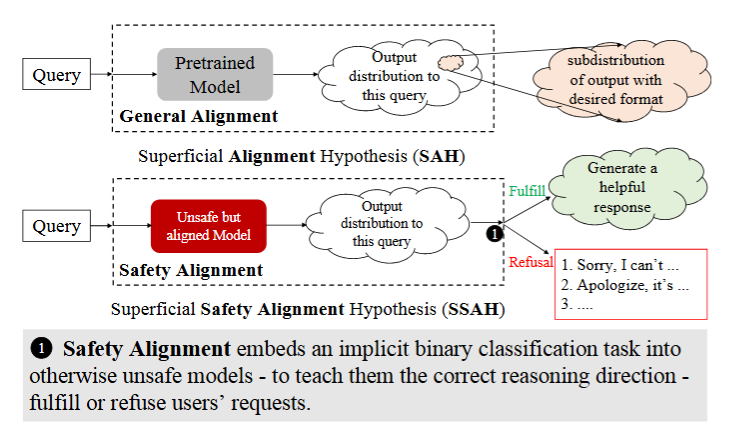 Query
Pretrained
Model
General Alignment
Output
distribution to
this query
subdistribution
of output with
desired format
Superficial Alignment Hypothesis (SAH)
Query
Unsafe but
aligned Model
Safety Alignment
Output
distribution to
this query
❶
Fulfill
Generate a
helpful
response
Refusal
1. Sorry, I can't ...
2. Apologize, it's ...
3. ....
Superficial Safety Alignment Hypothesis (SSAH)
❶ Safety Alignment embeds an implicit binary classification task into
otherwise unsafe models - to teach them the correct reasoning direction -
fulfill or refuse users' requests.